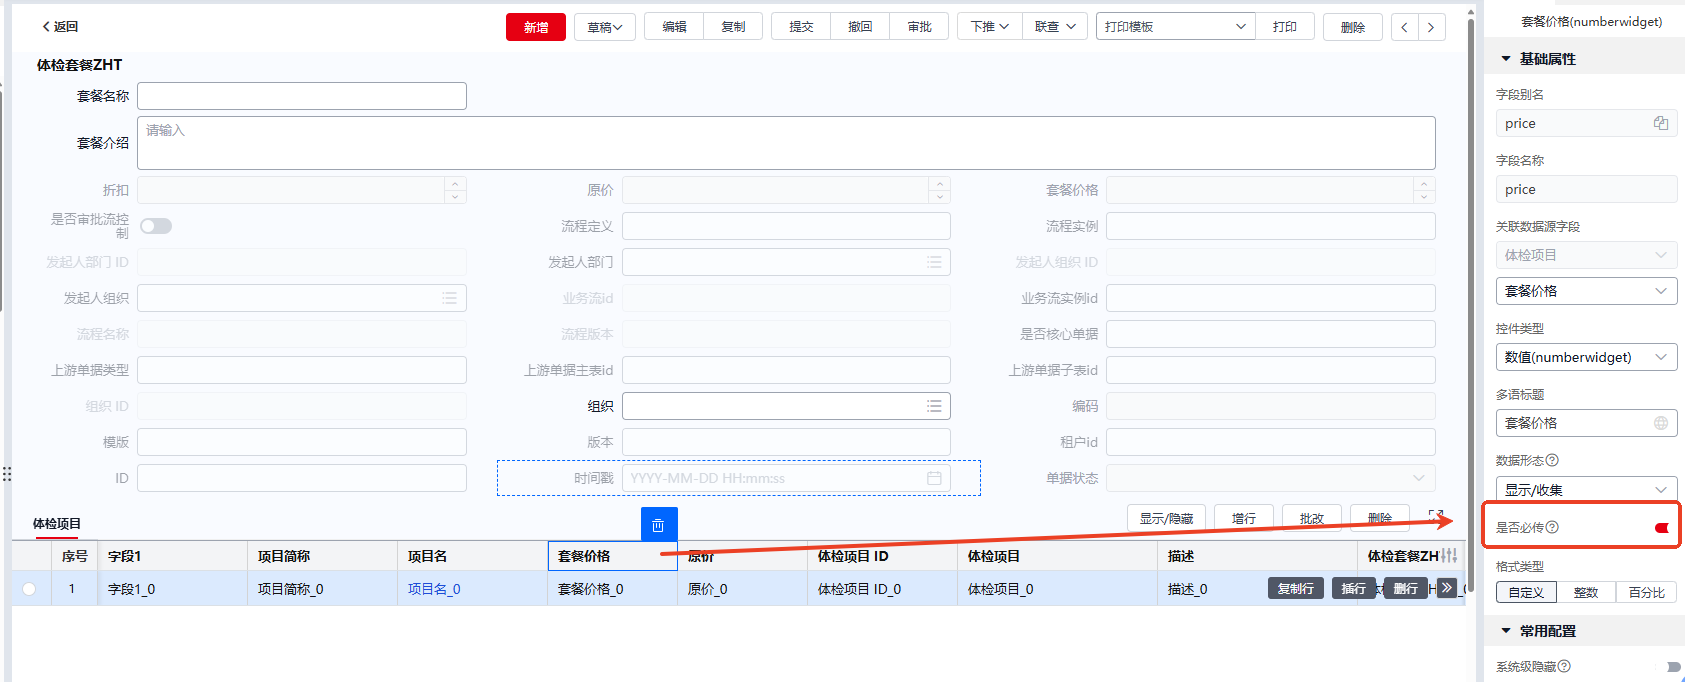 返回
新增
草稿
编辑
复制
提交
撤回
审批
下推
联查
打印模板
打印
删除
体检套餐ZHT
套餐名称
套餐介绍
请输入
折扣
原价
套餐价格
是否审批流控
制
流程定义
流程实例
发起人部门 ID
发起人部门
发起人组织 ID
发起人组织
业务流id
业务流实例id
流程名称
流程版本
是否核心单据
上游单据类型
上游单据主表id
上游单据子表id
组织 ID
组织
编码
模版
版本
租户id
ID
时间戳
YYYY-MM-DD HH:mm:ss
单据状态
体检项目
显示/隐藏
增行
批改
删除
序号
字段1
项目简称
项目名
套餐价格
原价
体检项目 ID
体检项目
描述
体检套餐ZH
1
字段1_0
项目简称_0
项目名_0
套餐价格_0
原价_0
体检项目 ID_0
体检项目_0
描述_0
复制行
插行
删行
套餐价格(numberwidget)
基础属性
字段别名
price
字段名称
price
关联数据源字段
体检项目
套餐价格
控件类型
数值(numberwidget)
多语标题
套餐价格
数据形态
显示/收集
是否必传
格式类型
自定义
整数
百分比
常用配置
系统级隐藏